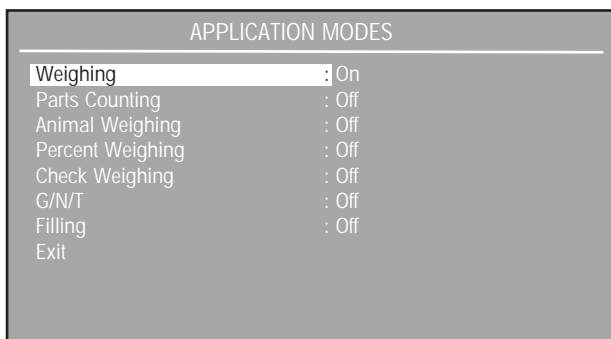 APPLICATION MODES
Weighing : On
Parts Counting : Off
Animal Weighing : Off
Percent Weighing : Off
Check Weighing : Off
G/N/T : Off
Filling : Off
Exit